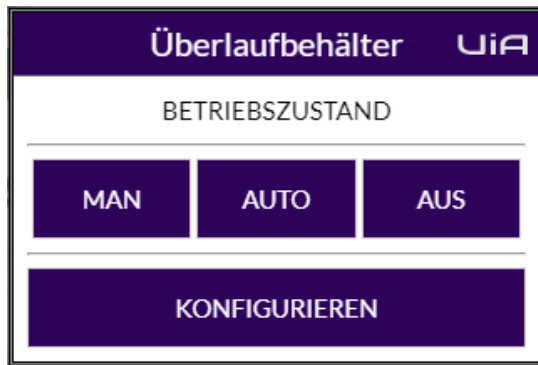 Überlaufbehälter UiA
BETRIEBSZUSTAND
MAN AUTO AUS
KONFIGURIEREN